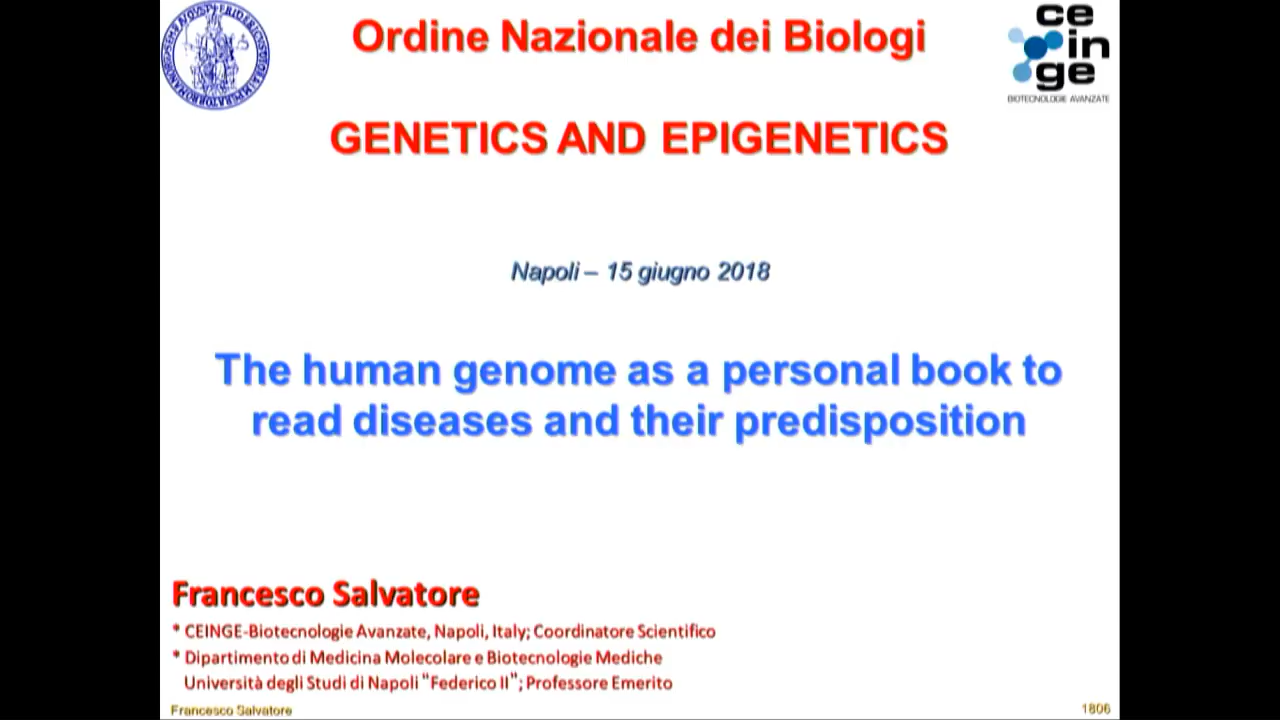 Ordine Nazionale dei Biologi
ce
in
ge
BIOTECNOLOGIE AVANZATE
GENETICS AND EPIGENETICS
Napoli – 15 giugno 2018
The human genome as a personal book to
read diseases and their predisposition
Francesco Salvatore
* CEINGE-Biotecnologie Avanzate, Napoli, Italy; Coordinatore Scientifico
* Dipartimento di Medicina Molecolare e Biotecnologie Mediche
Università degli Studi di Napoli "Federico II"; Professore Emerito
Francesco Salvatore
1806